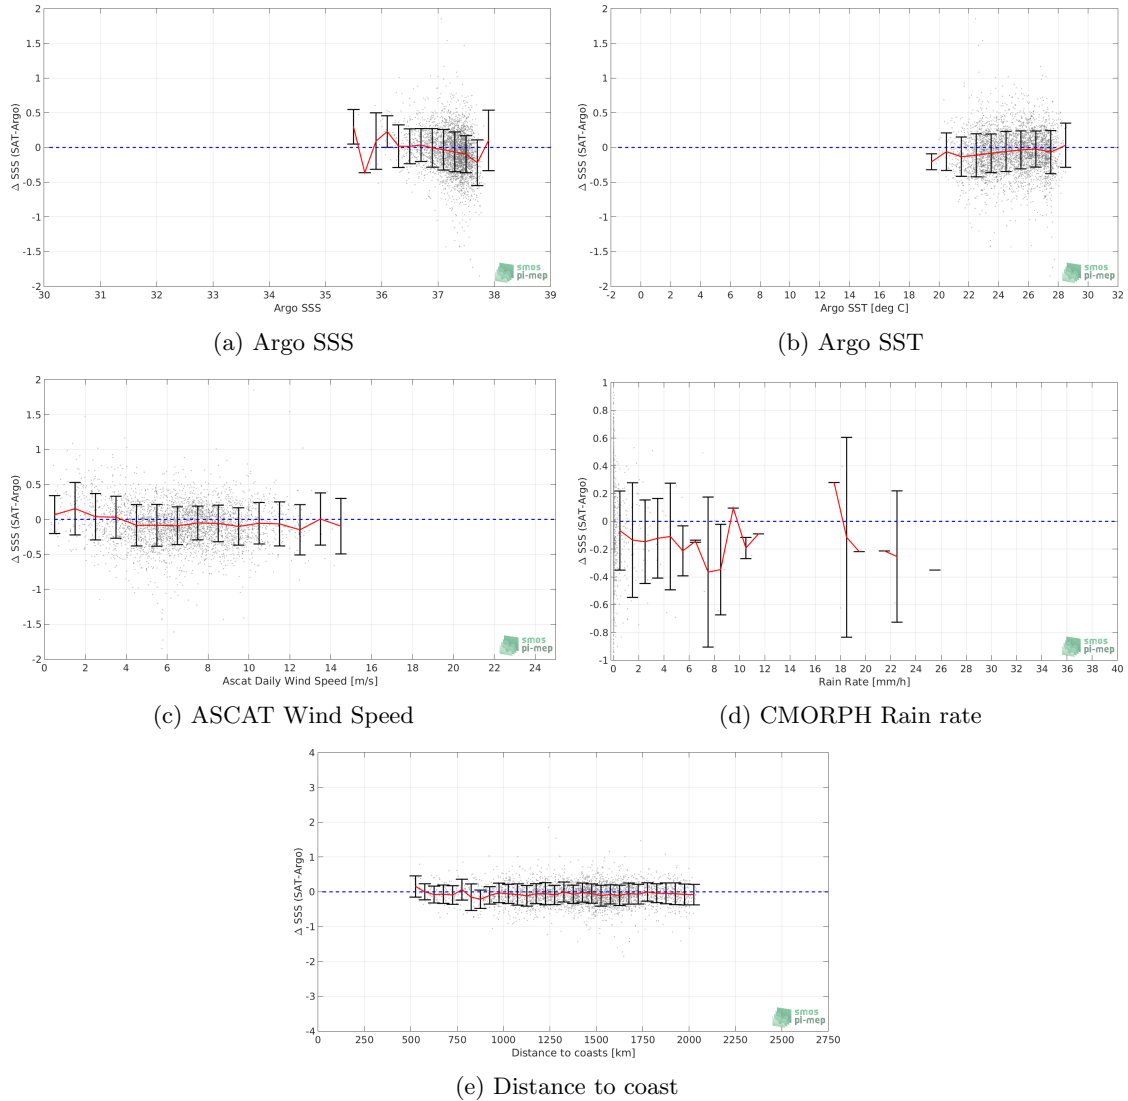 2
1.5
1
0.5
0
-0.5
-1
-1.5
-2
Δ SSS (SAT-Argo)
30 31 32 33 34 35 36 37 38 39
Argo SSS
smos
pi-mep
(a) Argo SSS
2
1.5
1
0.5
0
-0.5
-1
-1.5
-2
Δ SSS (SAT-Argo)
-2 0 2 4 6 8 10 12 14 16 18 20 22 24 26 28 30 32
Argo SST [deg C]
smos
pi-mep
(b) Argo SST
2
1.5
1
0.5
0
-0.5
-1
-1.5
-2
Δ SSS (SAT-Argo)
0 2 4 6 8 10 12 14 16 18 20 22 24
Ascat Daily Wind Speed [m/s]
smos
pi-mep
(c) ASCAT Wind Speed
1
0.8
0.6
0.4
0.2
0
-0.2
-0.4
-0.6
-0.8
-1
Δ SSS (SAT-Argo)
0 2 4 6 8 10 12 14 16 18 20 22 24 26 28 30 32 34 36 38 40
Rain Rate [mm/h]
smos
pi-mep
(d) CMORPH Rain rate
4
3
2
1
0
-1
-2
-3
-4
Δ SSS (SAT-Argo)
0 250 500 750 1000 1250 1500 1750 2000 2250 2500 2750
Distance to coasts [km]
smos
pi-mep
(e) Distance to coast